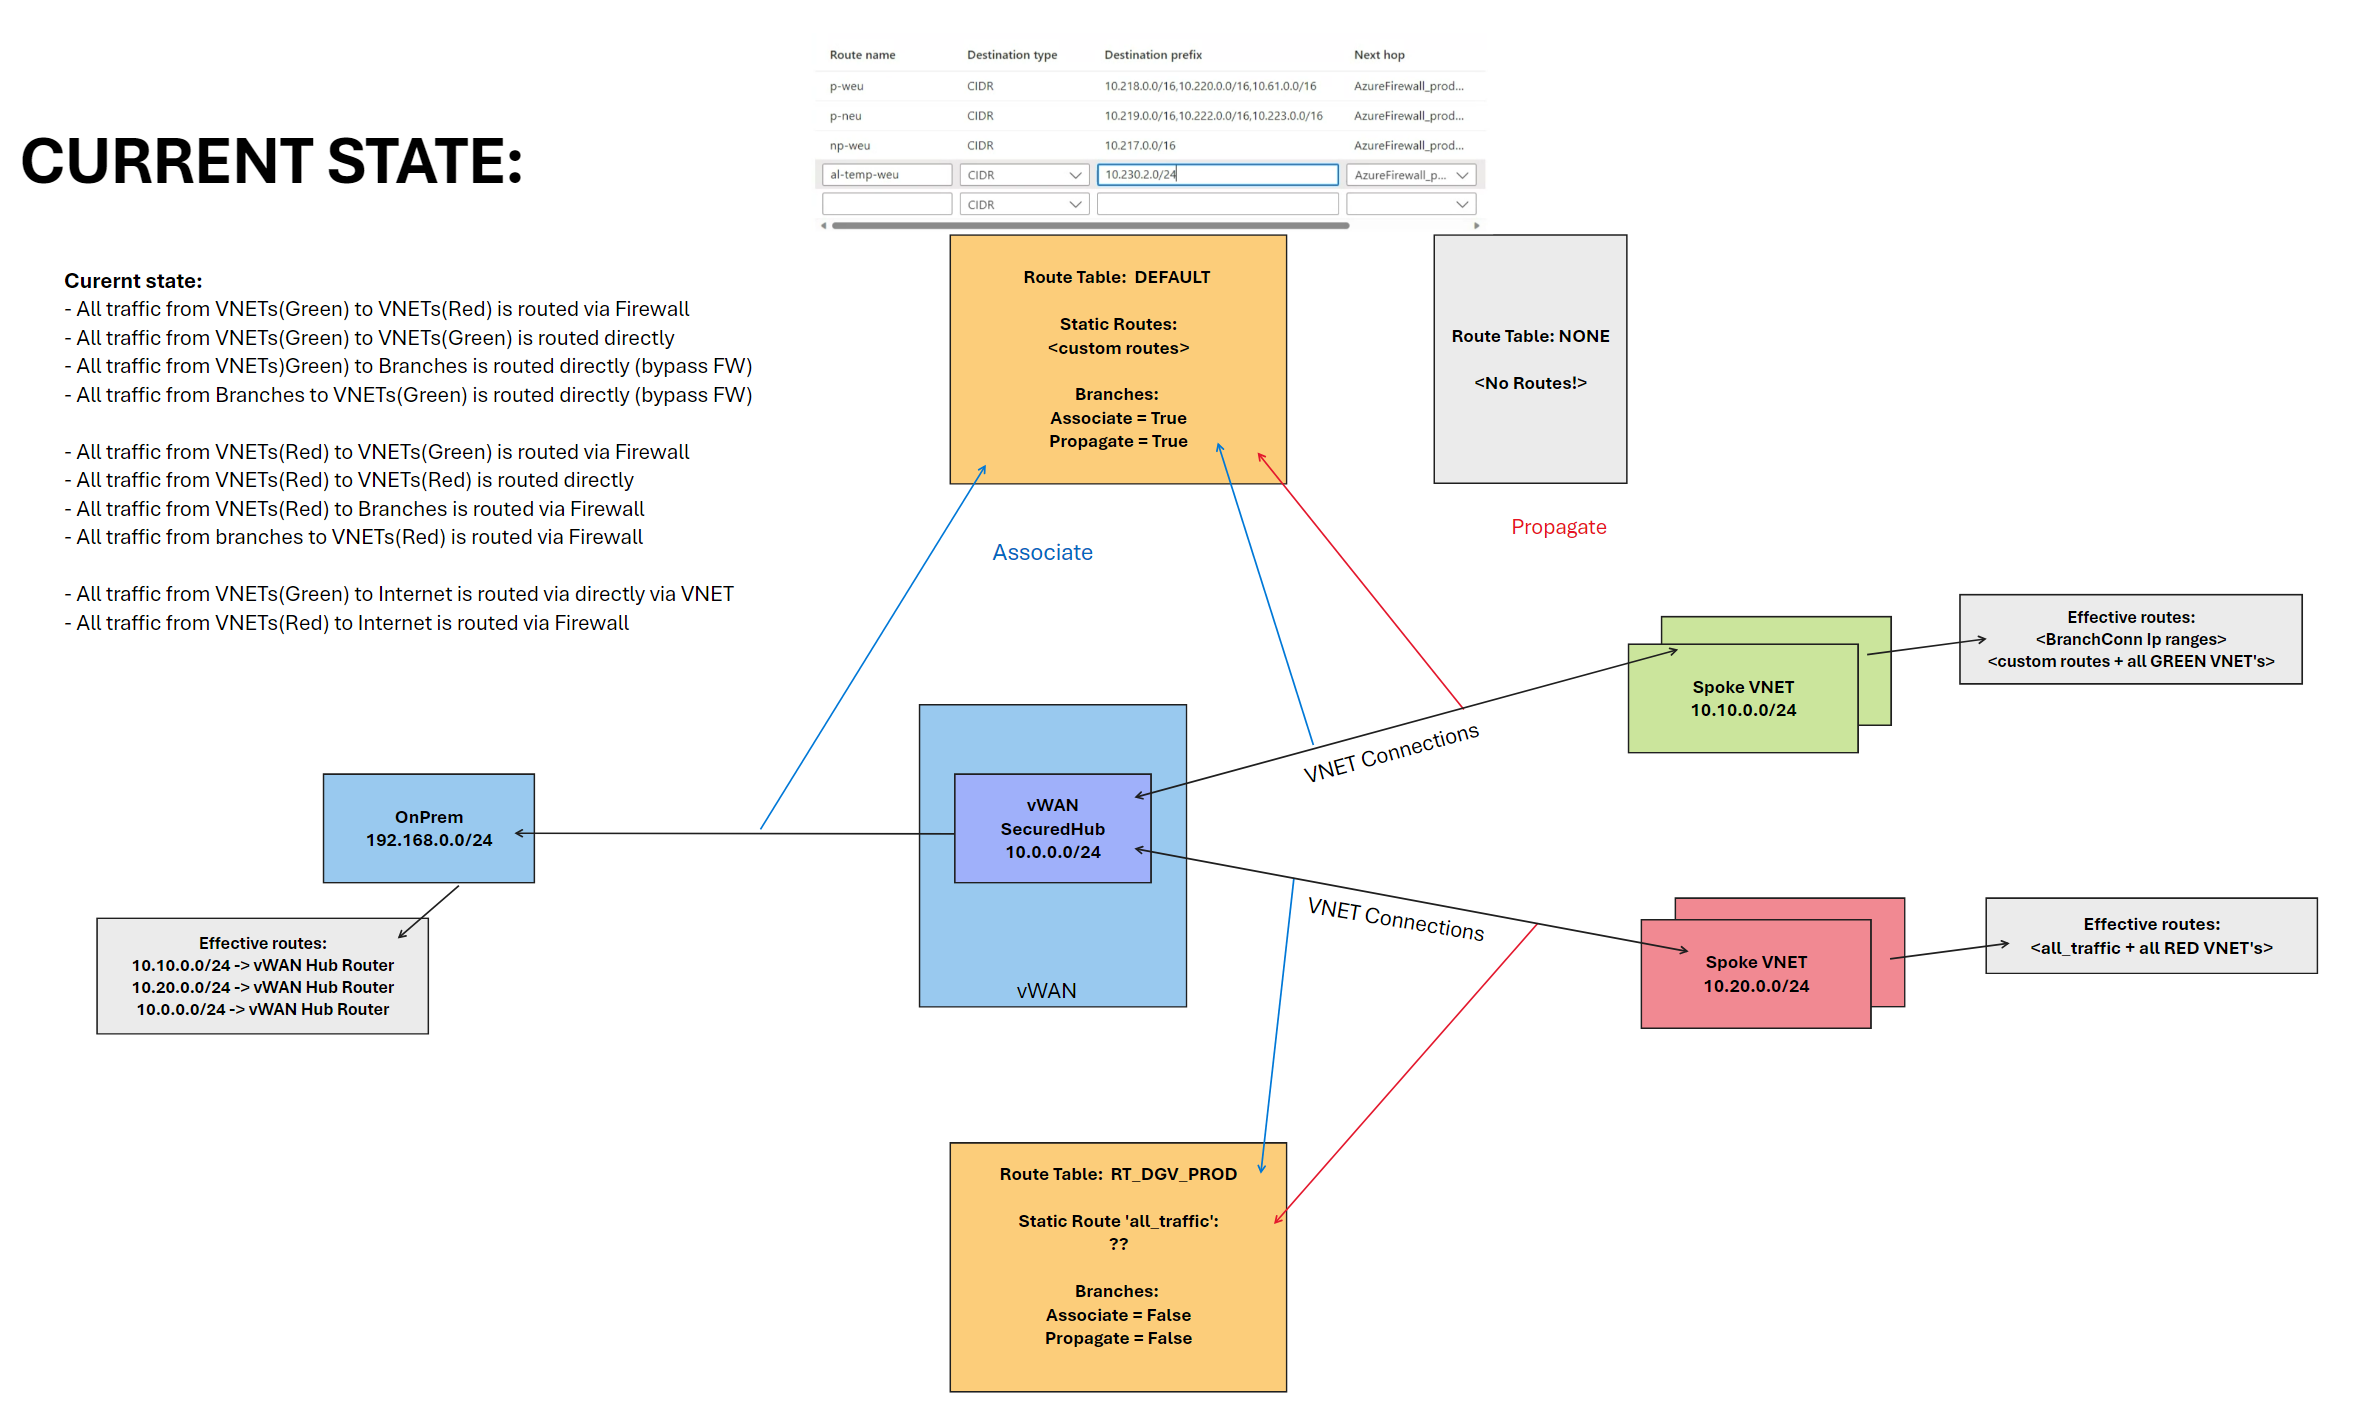 Route name Destination type Destination prefix Next hop
p-weu CIDR 10.218.0.0/16,10.220.0.0/16,10.61.0.0/16 AzureFirewall_prod...
p-neu CIDR 10.219.0.0/16,10.222.0.0/16,10.223.0.0/16 AzureFirewall_prod...
np-weu CIDR 10.217.0.0/16 AzureFirewall_prod...
al-temp-weu CIDR 10.230.2.0/24 AzureFirewall_p...
CIDR
CURRENT STATE:
Curernt state:
- All traffic from VNETs(Green) to VNETs(Red) is routed via Firewall
- All traffic from VNETs(Green) to VNETs(Green) is routed directly
- All traffic from VNETs)Green) to Branches is routed directly (bypass FW)
- All traffic from Branches to VNETs(Green) is routed directly (bypass FW)
- All traffic from VNETs(Red) to VNETs(Green) is routed via Firewall
- All traffic from VNETs(Red) to VNETs(Red) is routed directly
- All traffic from VNETs(Red) to Branches is routed via Firewall
- All traffic from branches to VNETs(Red) is routed via Firewall
- All traffic from VNETs(Green) to Internet is routed via directly via VNET
- All traffic from VNETs(Red) to Internet is routed via Firewall
Route Table: DEFAULT
Static Routes:
<custom routes>
Branches:
Associate = True
Propagate = True
Route Table: NONE
<No Routes!>
Associate
Propagate
Effective routes:
<BranchConn Ip ranges>
<custom routes + all GREEN VNET's>
Spoke VNET
10.10.0.0/24
VNET Connections
OnPrem
192.168.0.0/24
vWAN
SecuredHub
10.0.0.0/24
vWAN
VNET Connections
Spoke VNET
10.20.0.0/24
Effective routes:
<all_traffic + all RED VNET's>
Effective routes:
10.10.0.0/24 -> vWAN Hub Router
10.20.0.0/24 -> vWAN Hub Router
10.0.0.0/24 -> vWAN Hub Router
Route Table: RT_DGV_PROD
Static Route 'all_traffic':
??
Branches:
Associate = False
Propagate = False